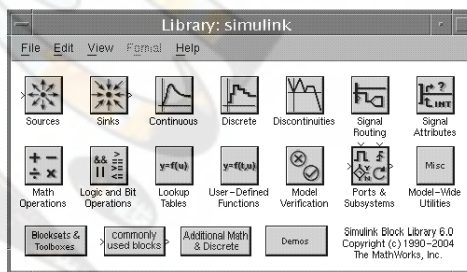 Library: simulink
File Edit View Format Help
Sources Sinks Continuous Discrete Discontinuities Signal Routing Signal Attributes
+ − ÷ × && || y=f(u) y=f(t,u) Misc
Math Operations Logic and Bit Operations Lookup Tables User-Defined Functions Model Verification Ports & Subsystems Model-Wide Utilities
Blocksets & Toolboxes commonly used blocks Additional Math & Discrete Demos
Simulink Block Library 6.0
Copyright (c) 1990-2004
The MathWorks, Inc.